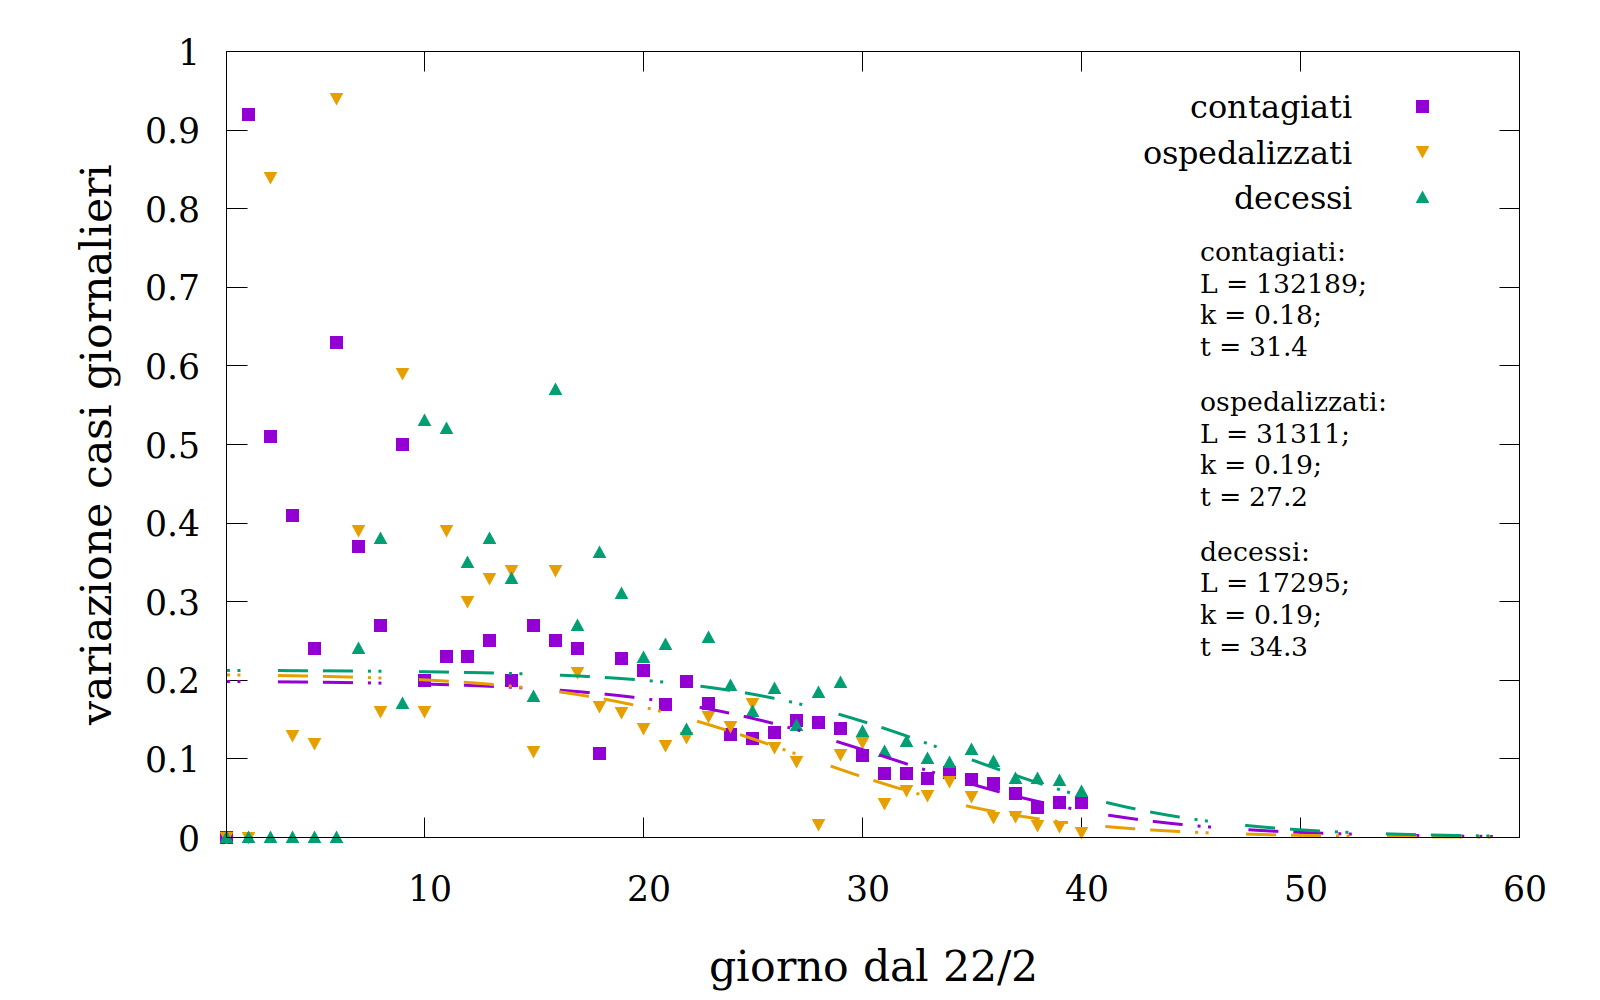 1
0.9
0.8
0.7
0.6
0.5
0.4
0.3
0.2
0.1
0
variazione casi giornalieri
10 20 30 40 50 60
giorno dal 22/2
contagiati
ospedalizzati
decessi
contagiati:
L = 132189;
k = 0.18;
t = 31.4
ospedalizzati:
L = 31311;
k = 0.19;
t = 27.2
decessi:
L = 17295;
k = 0.19;
t = 34.3